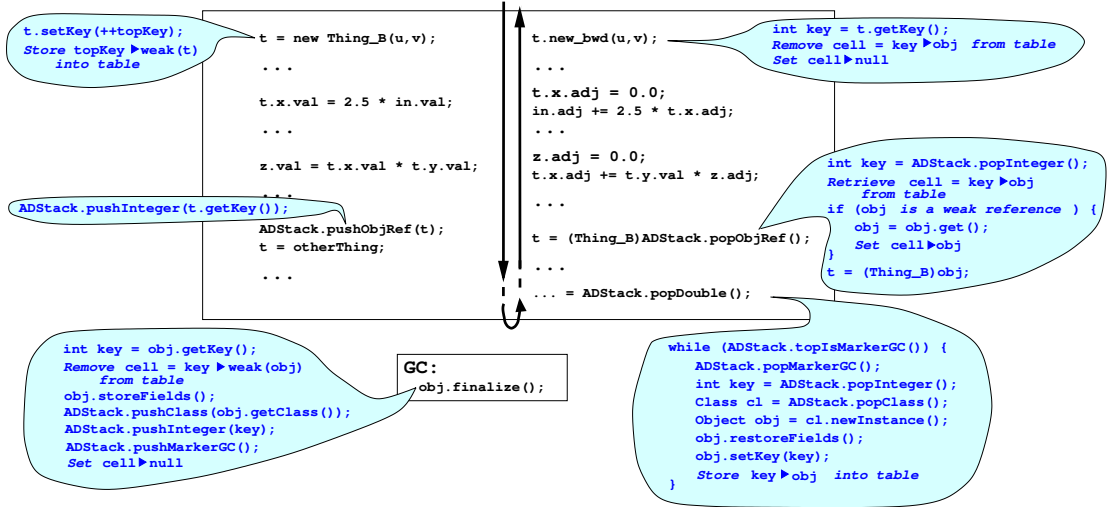 t.setKey(++topKey);
Store topKey▶weak(t)
into table
t = new Thing_B(u,v);
...
t.x.val = 2.5 * in.val;
...
z.val = t.x.val * t.y.val;
...
ADStack.pushInteger(t.getKey());
ADStack.pushObjRef(t);
t = otherThing;
...
t.new_bwd(u,v);
...
t.x.adj = 0.0;
in.adj += 2.5 * t.x.adj;
...
z.adj = 0.0;
t.x.adj += t.y.val * z.adj;
...
t = (Thing_B)ADStack.popObjRef();
...
... = ADStack.popDouble();
int key = t.getKey();
Remove cell = key▶obj from table
Set cell▶null
int key = ADStack.popInteger();
Retrieve cell = key▶obj
from table
if (obj is a weak reference ) {
obj = obj.get();
Set cell▶obj
}
t = (Thing_B)obj;
int key = obj.getKey();
Remove cell = key▶weak(obj)
from table
obj.storeFields();
ADStack.pushClass(obj.getClass());
ADStack.pushInteger(key);
ADStack.pushMarkerGC();
Set cell▶null
GC:
obj.finalize();
while (ADStack.topIsMarkerGC()) {
ADStack.popMarkerGC();
int key = ADStack.popInteger();
Class cl = ADStack.popClass();
Object obj = cl.newInstance();
obj.restoreFields();
obj.setKey(key);
Store key▶obj into table
}